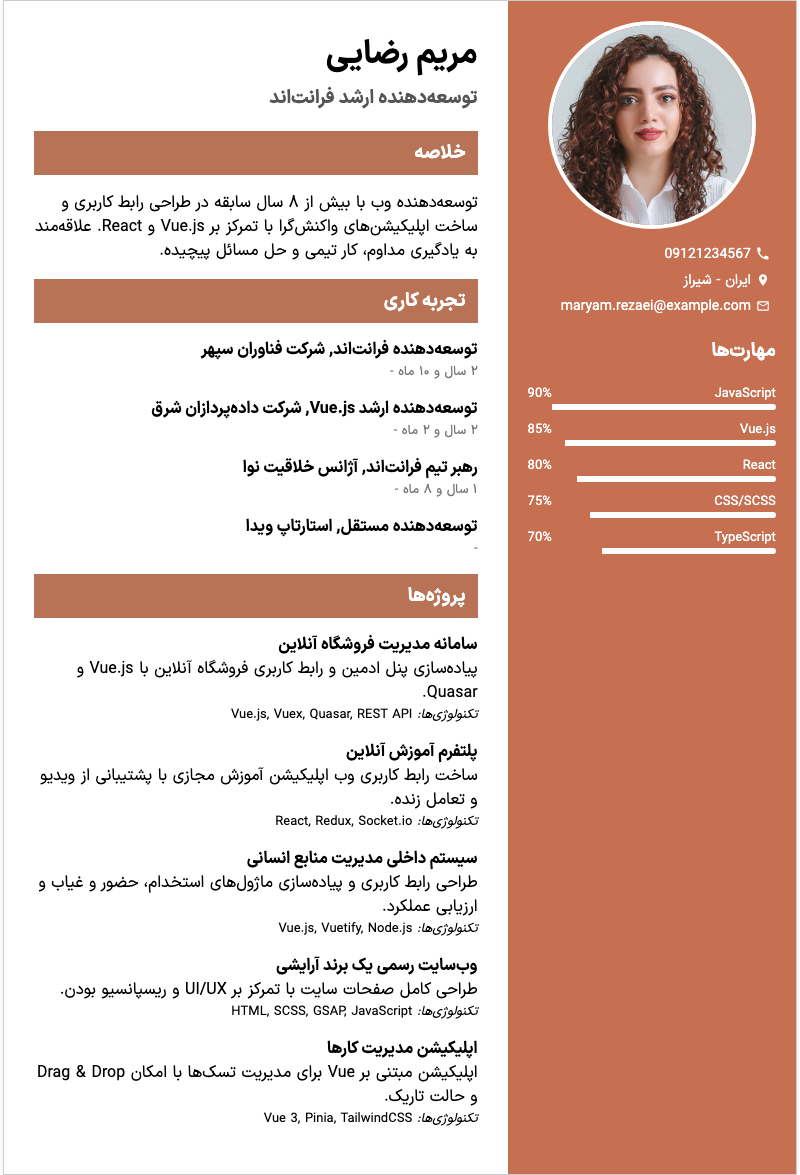 مریم رضایی
توسعه‌دهنده ارشد فرانت‌اند
خلاصه
توسعه‌دهنده وب با بیش از ۸ سال سابقه در طراحی رابط کاربری و
ساخت اپلیکیشن‌های واکنش‌گرا با تمرکز بر Vue.js و React. علاقه‌مند
به یادگیری مداوم، کار تیمی و حل مسائل پیچیده.
تجربه کاری
توسعه‌دهنده فرانت‌اند, شرکت فناوران سپهر
۲ سال و ۱۰ ماه -
توسعه‌دهنده ارشد Vue.js, شرکت داده‌پردازان شرق
۲ سال و ۲ ماه -
رهبر تیم فرانت‌اند, آژانس خلاقیت نوا
۱ سال و ۸ ماه -
توسعه‌دهنده مستقل, استارتاپ ویدا
-
پروژه‌ها
سامانه مدیریت فروشگاه آنلاین
پیاده‌سازی پنل ادمین و رابط کاربری فروشگاه آنلاین با Vue.js و
Quasar.
تکنولوژی‌ها: Vue.js, Vuex, Quasar, REST API
پلتفرم آموزش آنلاین
ساخت رابط کاربری وب اپلیکیشن آموزش مجازی با پشتیبانی از ویدیو
و تعامل زنده.
تکنولوژی‌ها: React, Redux, Socket.io
سیستم داخلی مدیریت منابع انسانی
طراحی رابط کاربری و پیاده‌سازی ماژول‌های استخدام، حضور و غیاب و
ارزیابی عملکرد.
تکنولوژی‌ها: Vue.js, Vuetify, Node.js
وب‌سایت رسمی یک برند آرایشی
طراحی کامل صفحات سایت با تمرکز بر UI/UX و ریسپانسیو بودن.
تکنولوژی‌ها: HTML, SCSS, GSAP, JavaScript
اپلیکیشن مدیریت کارها
اپلیکیشن مبتنی بر Vue برای مدیریت تسک‌ها با امکان Drag & Drop
و حالت تاریک.
تکنولوژی‌ها: Vue 3, Pinia, TailwindCSS
09121234567
ایران - شیراز
maryam.rezaei@example.com
مهارت‌ها
JavaScript 90%
Vue.js 85%
React 80%
CSS/SCSS 75%
TypeScript 70%